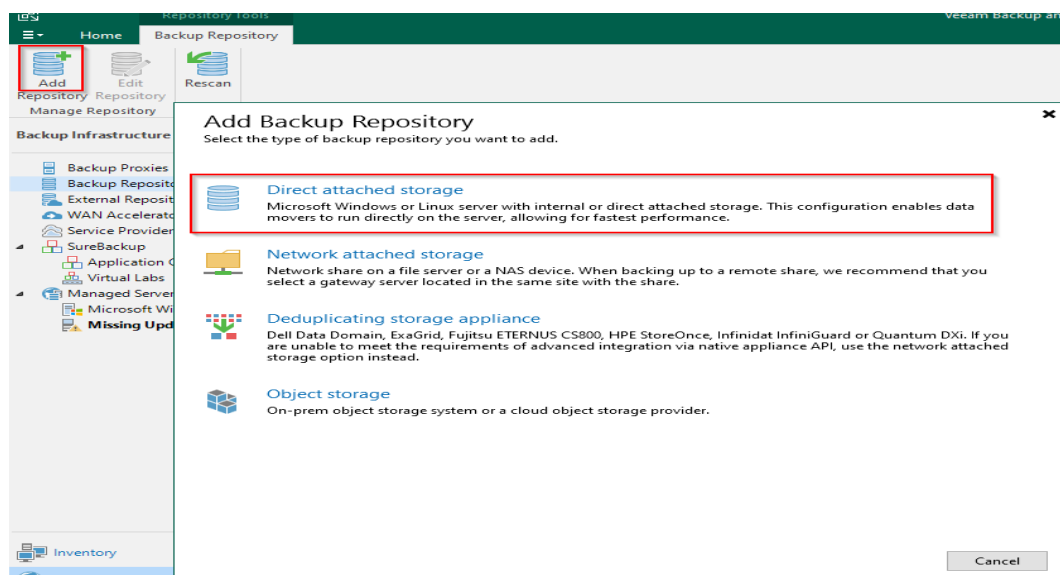 Repository Tools
Veeam Backup an
Home
Backup Repository
Add Repository
Edit Repository
Rescan
Manage Repository
Backup Infrastructure
Backup Proxies
Backup Reposito
External Reposit
WAN Accelerato
Service Provider
SureBackup
Application G
Virtual Labs
Managed Server
Microsoft Wi
Missing Upd
Inventory
Add Backup Repository
Select the type of backup repository you want to add.
Direct attached storage
Microsoft Windows or Linux server with internal or direct attached storage. This configuration enables data
movers to run directly on the server, allowing for fastest performance.
Network attached storage
Network share on a file server or a NAS device. When backing up to a remote share, we recommend that you
select a gateway server located in the same site with the share.
Deduplicating storage appliance
Dell Data Domain, ExaGrid, Fujitsu ETERNUS CS800, HPE StoreOnce, Infinidat InfiniGuard or Quantum DXi. If you
are unable to meet the requirements of advanced integration via native appliance API, use the network attached
storage option instead.
Object storage
On-prem object storage system or a cloud object storage provider.
Cancel